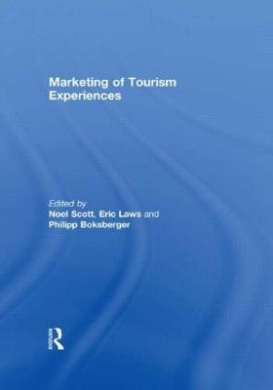 Marketing of Tourism
Experiences
Edited by
Noel Scott, Eric Laws and
Philipp Boksberger